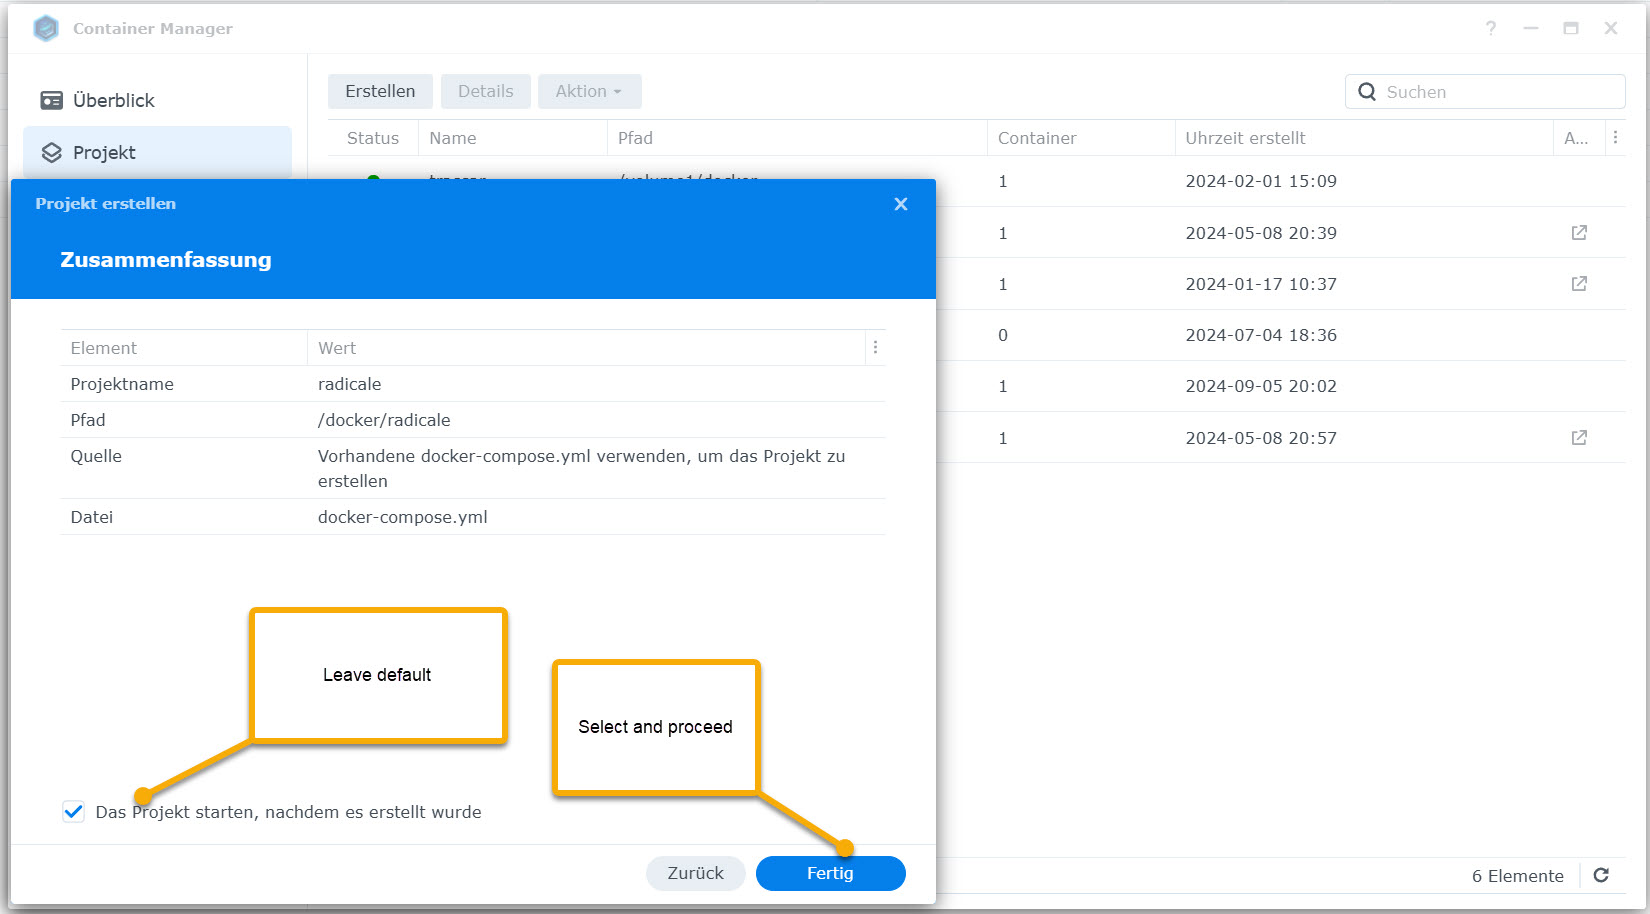 Container Manager
Überblick
Projekt
Erstellen
Details
Aktion
Suchen
Status Name Pfad Container Uhrzeit erstellt A...
1 2024-02-01 15:09
1 2024-05-08 20:39
1 2024-01-17 10:37
0 2024-07-04 18:36
1 2024-09-05 20:02
1 2024-05-08 20:57
6 Elemente
Projekt erstellen
Zusammenfassung
Element Wert
Projektname radicale
Pfad /docker/radicale
Quelle Vorhandene docker-compose.yml verwenden, um das Projekt zu
erstellen
Datei docker-compose.yml
Leave default
Select and proceed
Das Projekt starten, nachdem es erstellt wurde
Zurück
Fertig